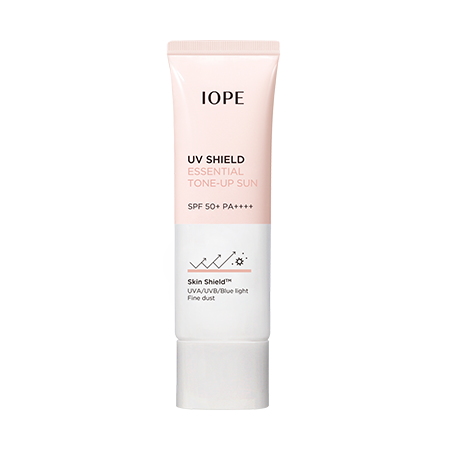 IOPE
UV SHIELD
ESSENTIAL
TONE-UP SUN
SPF 50+ PA++++
Skin Shield™
UVA/UVB/Blue light
Fine dust